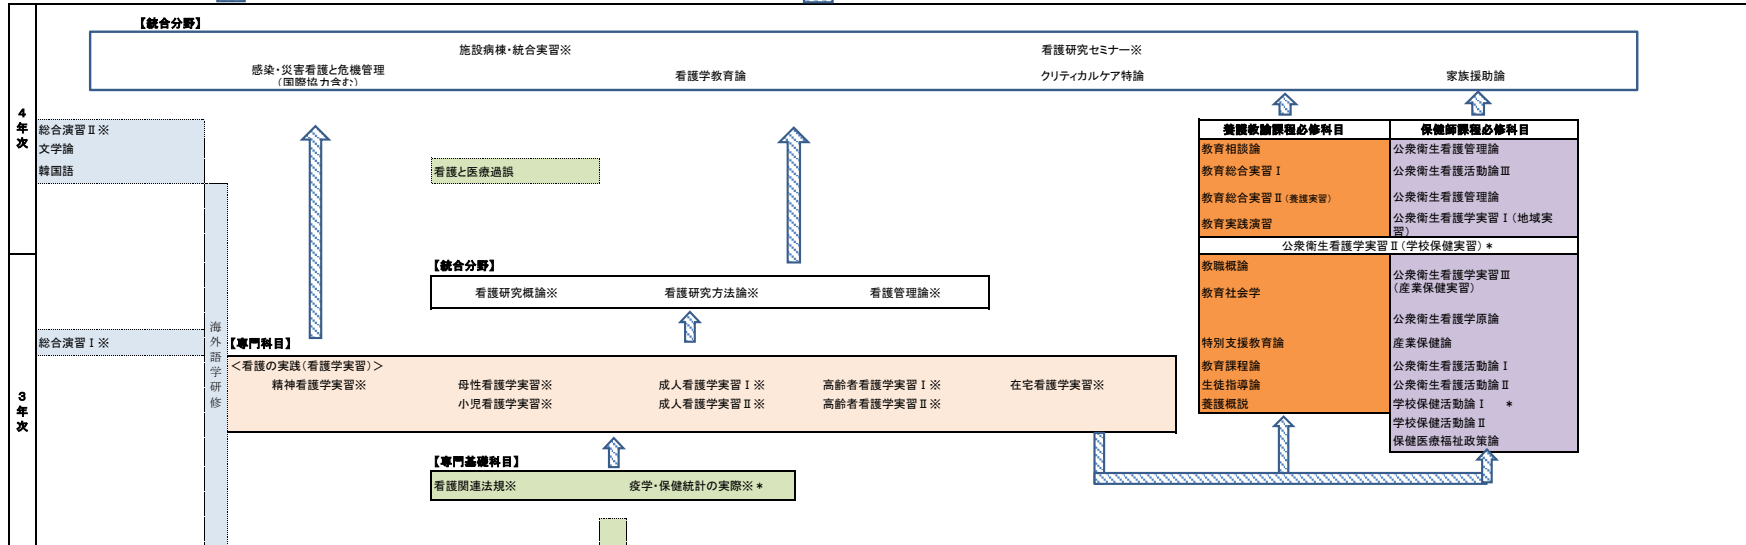 【統合分野】
施設病棟・統合実習※
看護研究セミナー※
感染・災害看護と危機管理
(国際協力含む)
看護学教育論
クリティカルケア特論
家族援助論
4年次
総合演習Ⅱ※
文学論
韓国語
看護と医療過誤
養護教諭課程必修科目
保健師課程必修科目
教育相談論
公衆衛生看護管理論
教育総合実習Ⅰ
公衆衛生看護活動論Ⅲ
教育総合実習Ⅱ(養護実習)
公衆衛生看護管理論
教育実践演習
公衆衛生看護学実習Ⅰ(地域実
習)
公衆衛生看護学実習Ⅱ(学校保健実習)*
【統合分野】
看護研究概論※
看護研究方法論※
看護管理論※
教職概論
公衆衛生看護学実習Ⅲ
(産業保健実習)
教育社会学
公衆衛生看護学原論
特別支援教育論
産業保健論
教育課程論
公衆衛生看護活動論Ⅰ
生徒指導論
公衆衛生看護活動論Ⅱ
養護概説
学校保健活動論Ⅰ *
学校保健活動論Ⅱ
保健医療福祉政策論
3年次
総合演習Ⅰ※
海外語学研修
【専門科目】
<看護の実践(看護学実習)>
精神看護学実習※
母性看護学実習※
成人看護学実習Ⅰ※
高齢者看護学実習Ⅰ※
在宅看護学実習※
小児看護学実習※
成人看護学実習Ⅱ※
高齢者看護学実習Ⅱ※
【専門基礎科目】
看護関連法規※
疫学・保健統計の実際※*